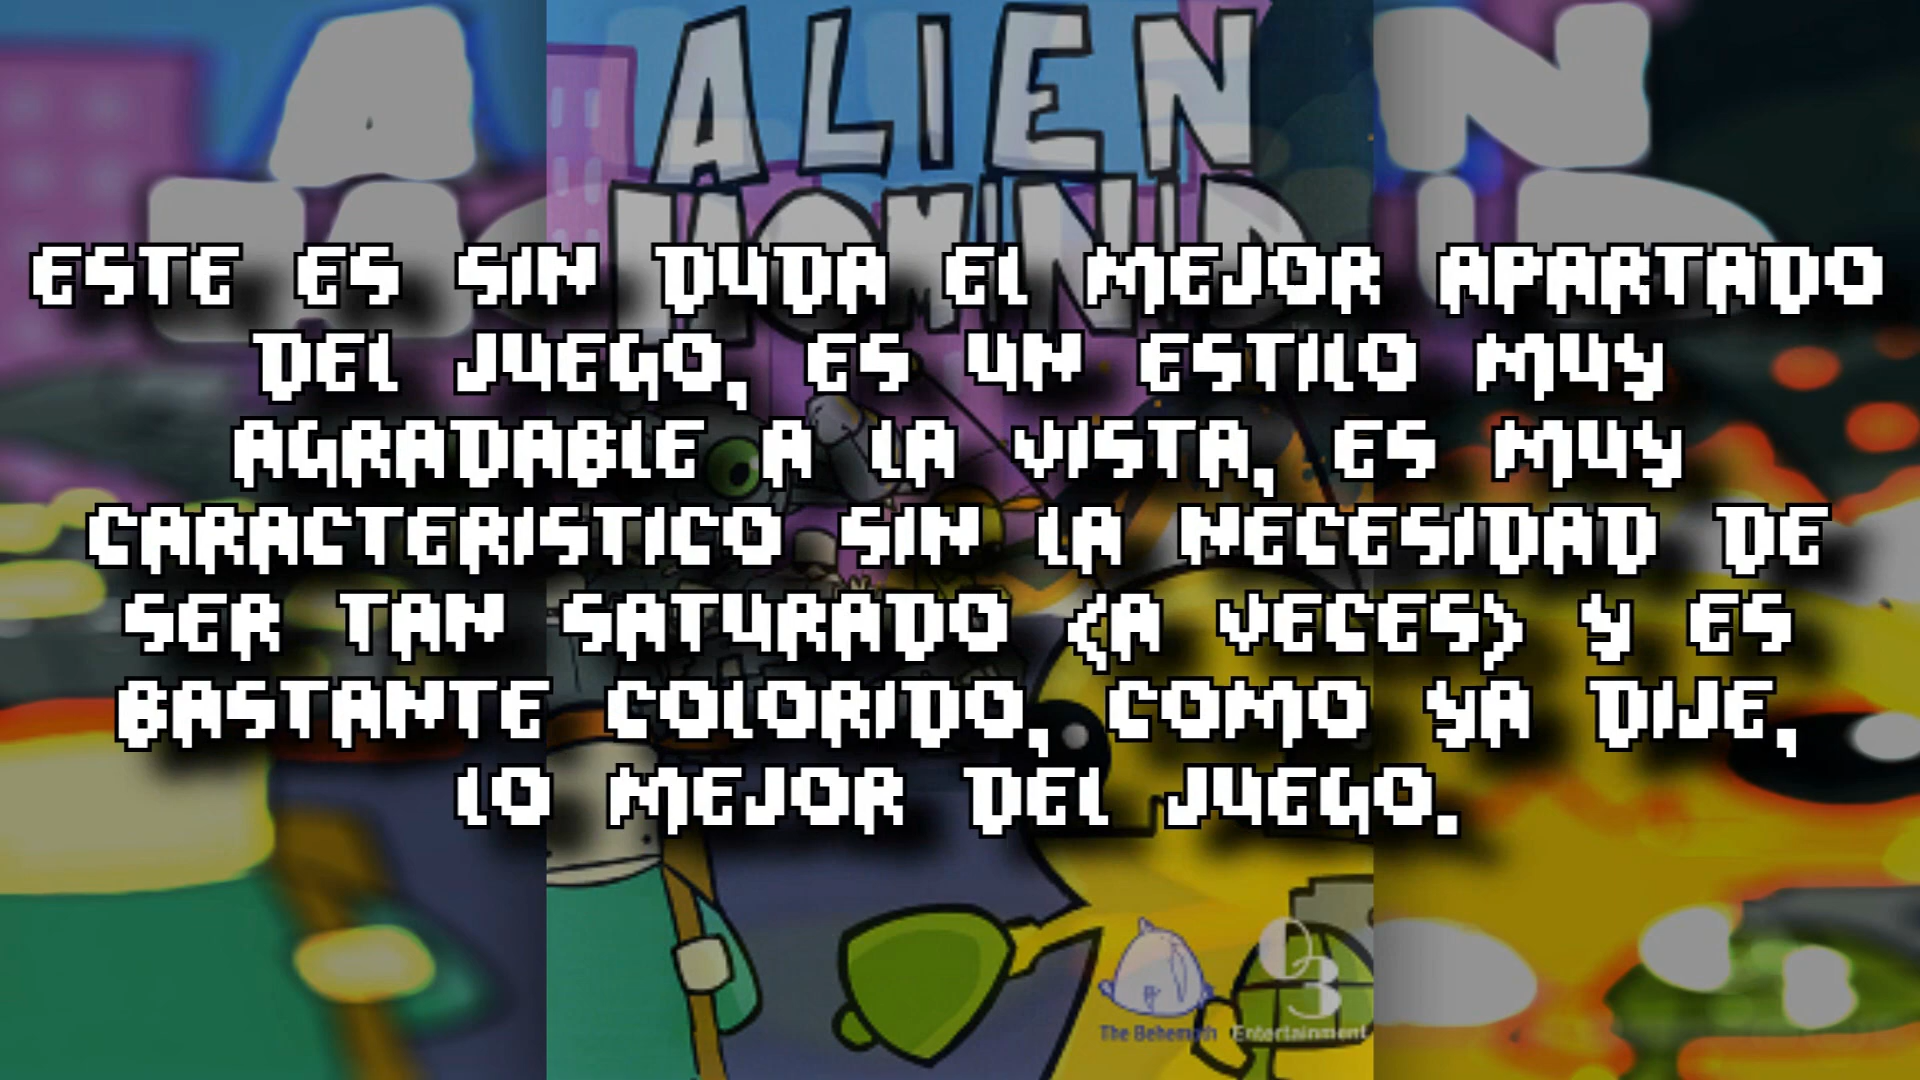 ALIEN
HOMINID
ESTE ES SIN DUDA EL MEJOR APARTADO
DEL JUEGO, ES UN ESTILO MUY
AGRADABLE A LA VISTA, ES MUY
CARACTERISTICO SIN LA NECESIDAD DE
SER TAN SATURADO (A VECES) Y ES
BASTANTE COLORIDO, COMO YA DIJE,
LO MEJOR DEL JUEGO.
The Behemoth
O3 Entertainment